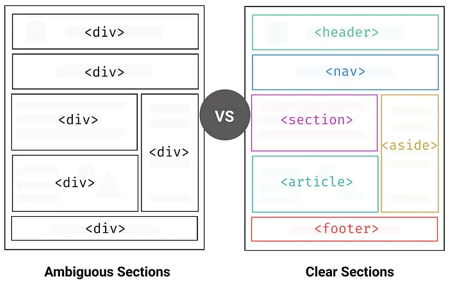 <div>
<div>
<div>
<div>
<div>
<div>
Ambiguous Sections
VS
<header>
<nav>
<section>
<aside>
<article>
<footer>
Clear Sections